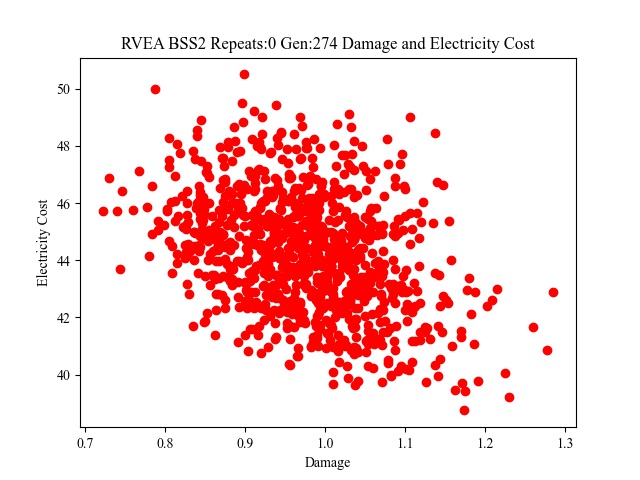 RVEA BSS2 Repeats:0 Gen:274 Damage and Electricity Cost
50
48
46
44
42
40
Electricity Cost
0.7 0.8 0.9 1.0 1.1 1.2 1.3
Damage